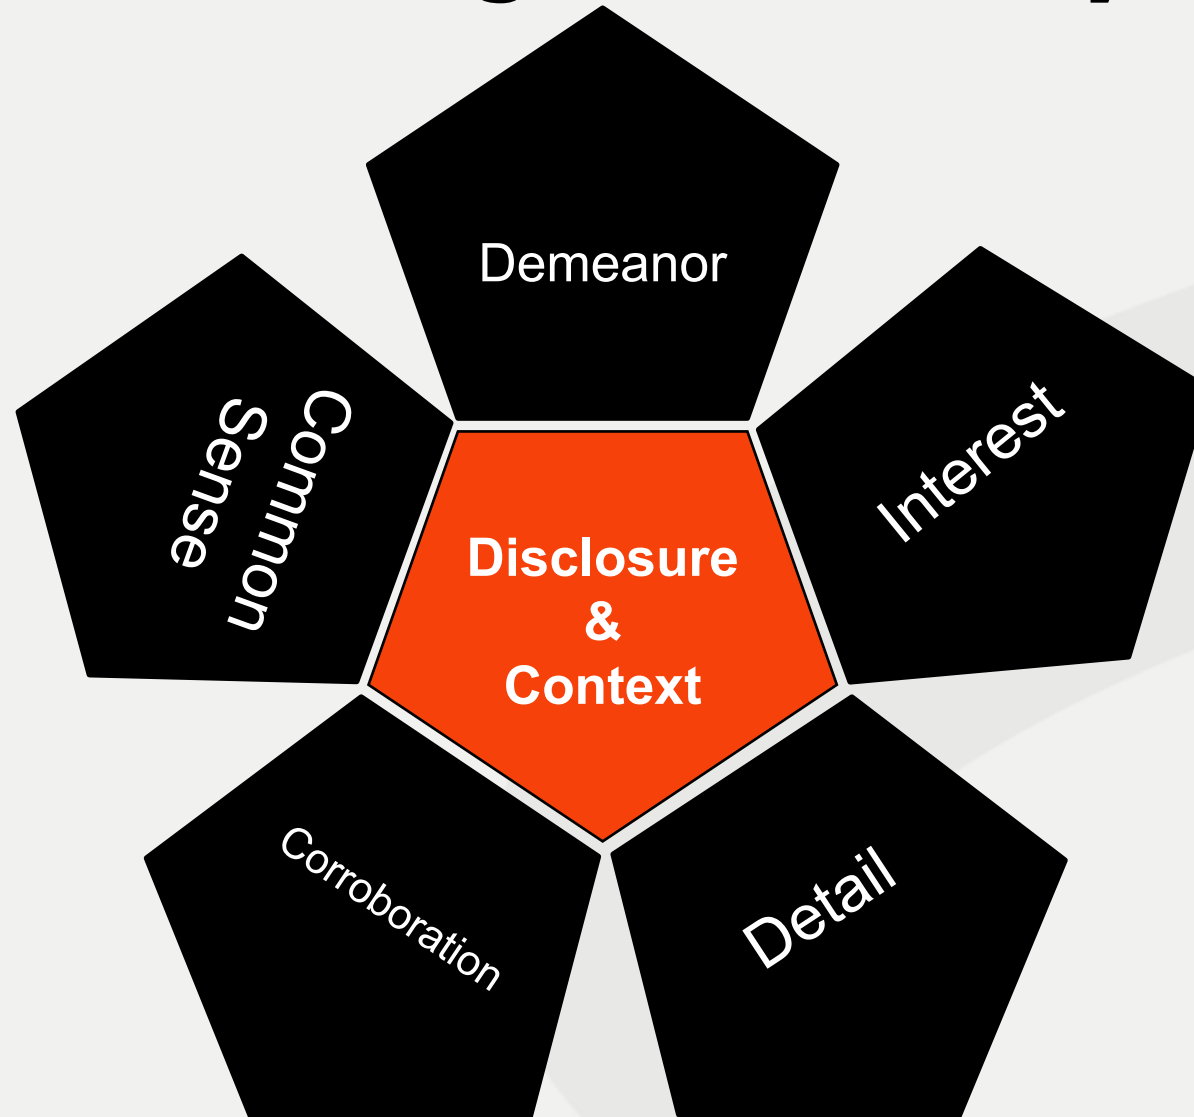 Demeanor
Interest
Common
Sense
Disclosure
&
Context
Corroboration
Detail